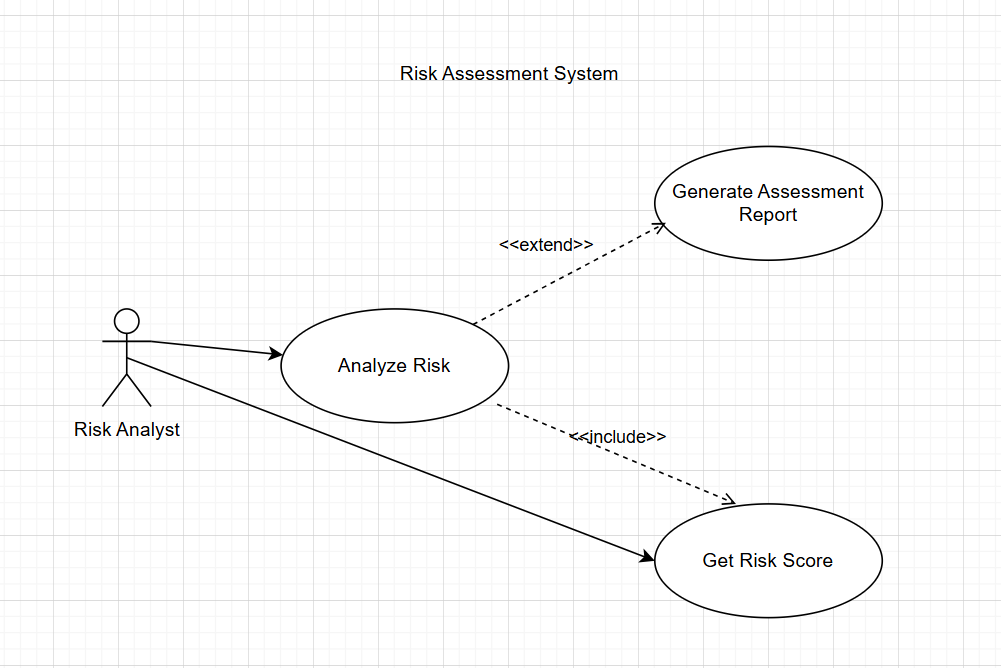 Risk Assessment System
Generate Assessment
Report
<<extend>>
Analyze Risk
Risk Analyst
<<include>>
Get Risk Score